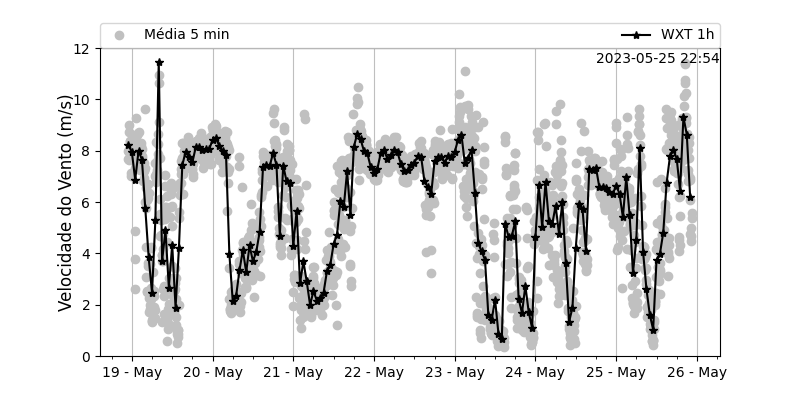 Média 5 min
WXT 1h
2023-05-25 22:54
Velocidade do Vento (m/s)
12
10
8
6
4
2
0
19 - May
20 - May
21 - May
22 - May
23 - May
24 - May
25 - May
26 - May